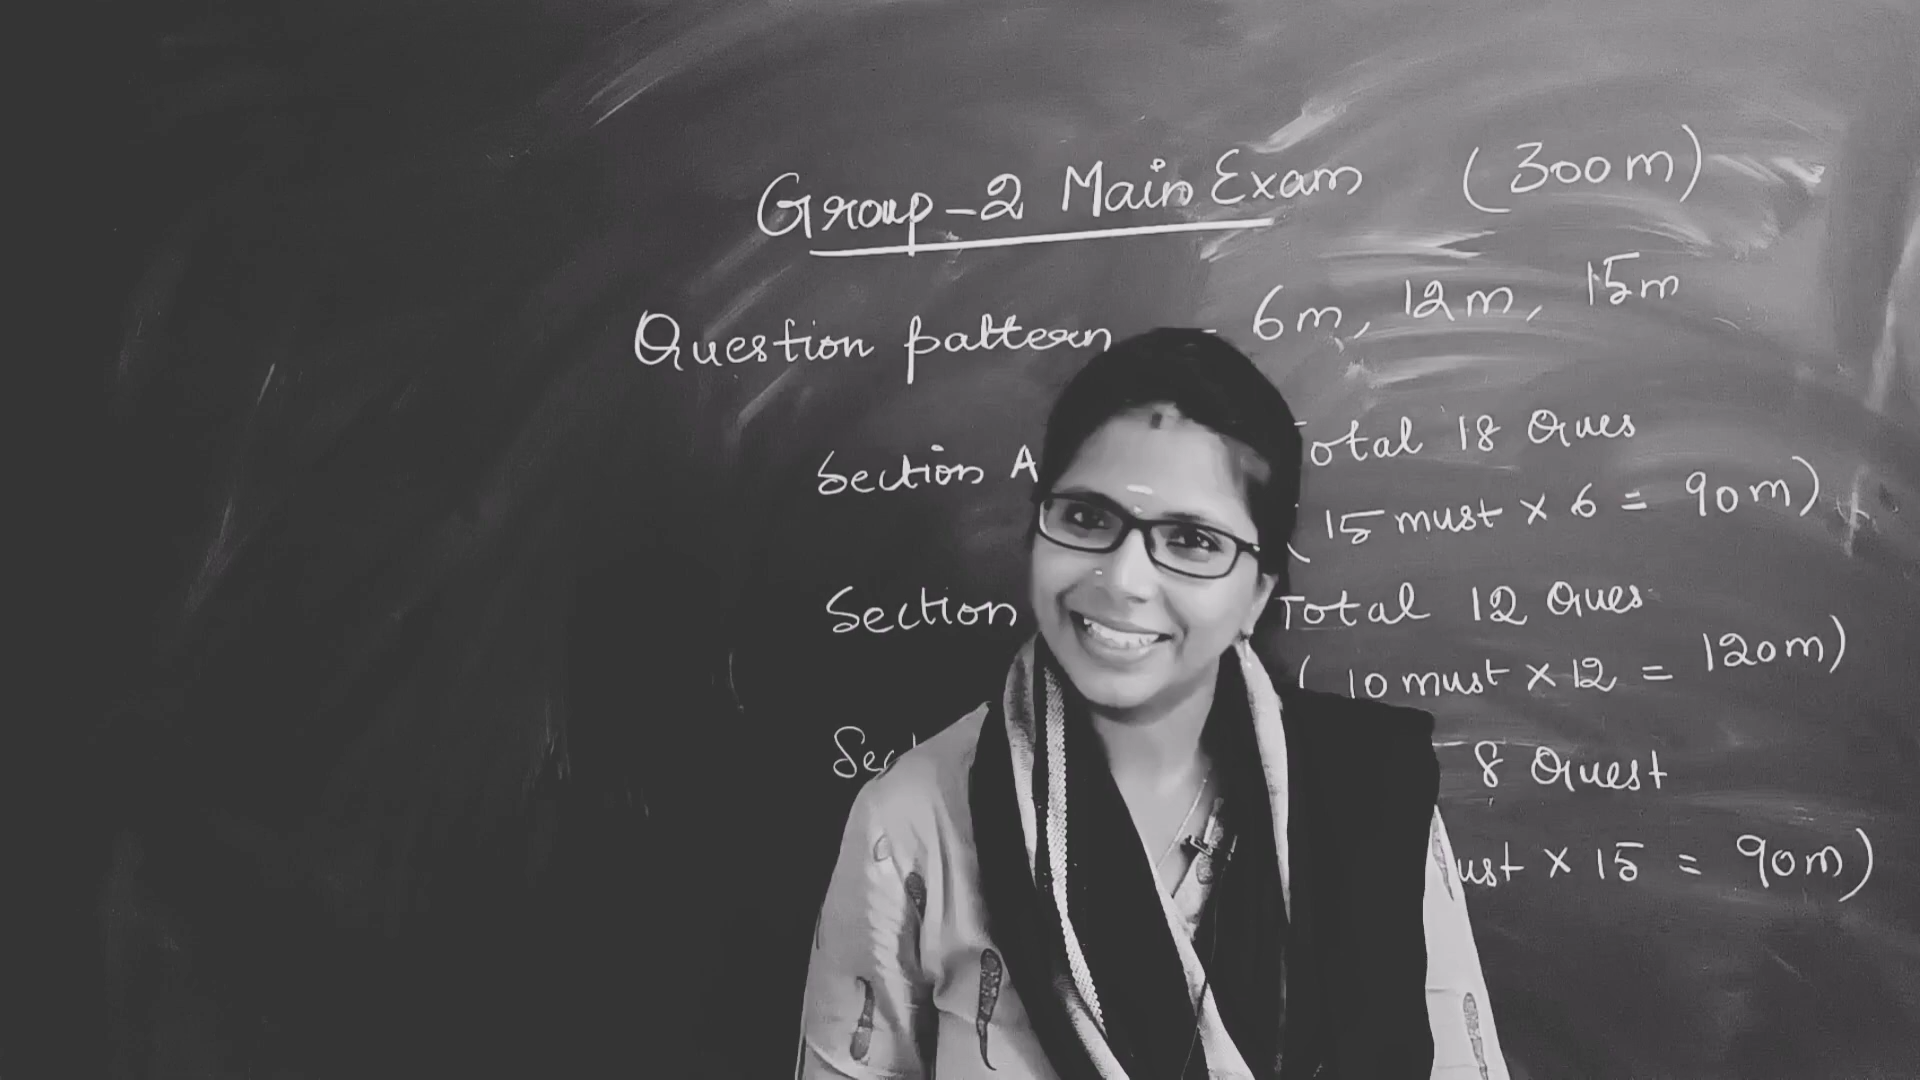 Group-2 Main Exam (300m)
Question pattern - 6m, 12m, 15m
Section A Total 18 Ques
(15 must x 6 = 90m)
Section Total 12 Ques
(10 must x 12 = 120m)
8 Quest
x 15 = 90m)